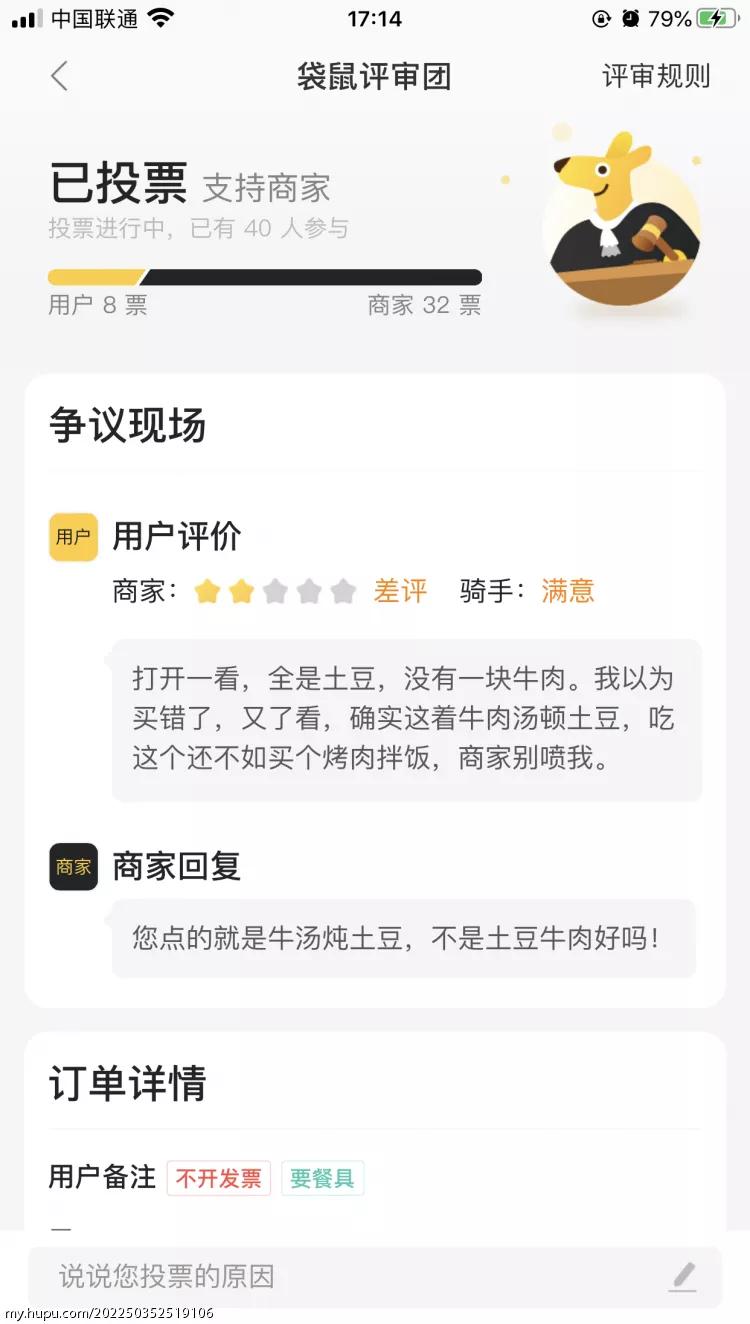 中国联通
17:14
79%
袋鼠评审团
评审规则
已投票 支持商家
投票进行中，已有 40 人参与
用户 8 票
商家 32 票
争议现场
用户
用户评价
商家：
差评
骑手：
满意
打开一看，全是土豆，没有一块牛肉。我以为
买错了，又了看，确实这着牛肉汤顿土豆，吃
这个还不如买个烤肉拌饭，商家别喷我。
商家
商家回复
您点的就是牛汤炖土豆，不是土豆牛肉好吗！
订单详情
用户备注
不开发票
要餐具
说说您投票的原因
my.hupu.com/202250352519106